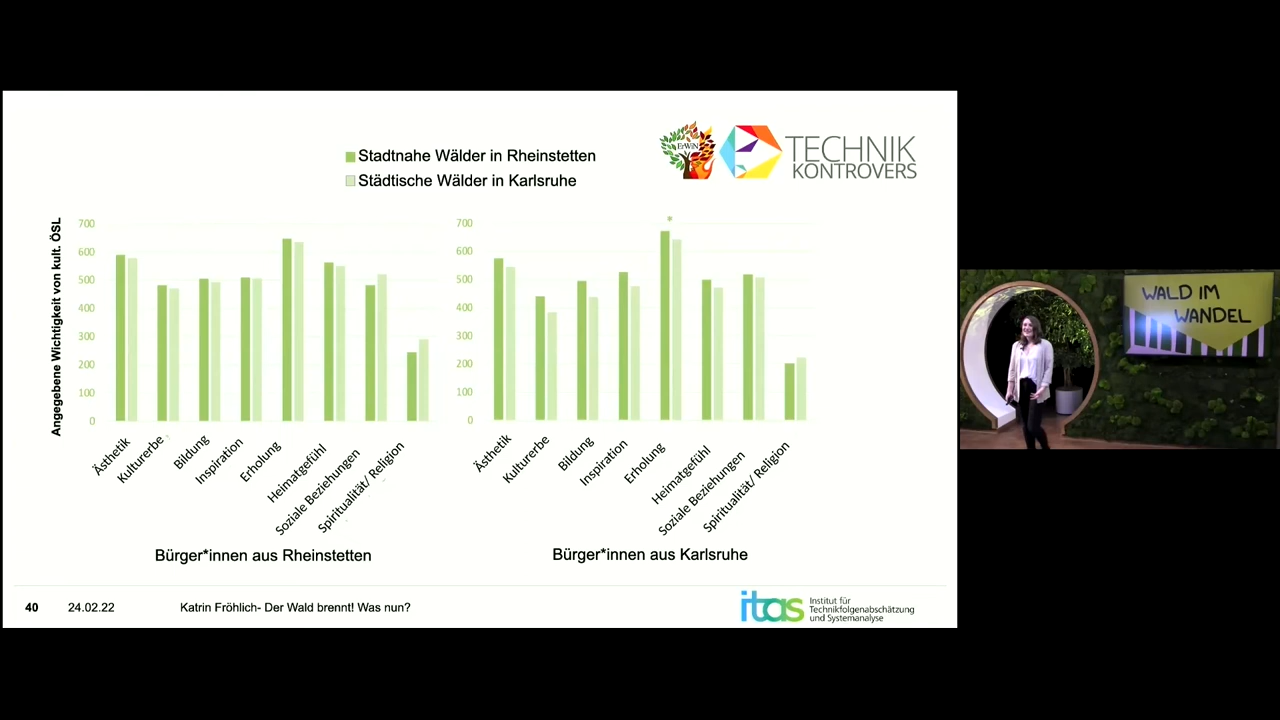 Stadtnahe Wälder in Rheinstetten
Städtische Wälder in Karlsruhe
ErWiN
TECHNIK
KONTROVERS
Angegebene Wichtigkeit von kult. ÖSL
700
600
500
400
300
200
100
0
Ästhetik
Kulturerbe
Bildung
Inspiration
Erholung
Heimatgefühl
Soziale Beziehungen
Spiritualität/ Religion
Bürger*innen aus Rheinstetten
700
600
500
400
300
200
100
0
*
Ästhetik
Kulturerbe
Bildung
Inspiration
Erholung
Heimatgefühl
Soziale Beziehungen
Spiritualität/ Religion
Bürger*innen aus Karlsruhe
WALD IM
WANDEL
40
24.02.22
Katrin Fröhlich- Der Wald brennt! Was nun?
itas
Institut für
Technikfolgenabschätzung
und Systemanalyse